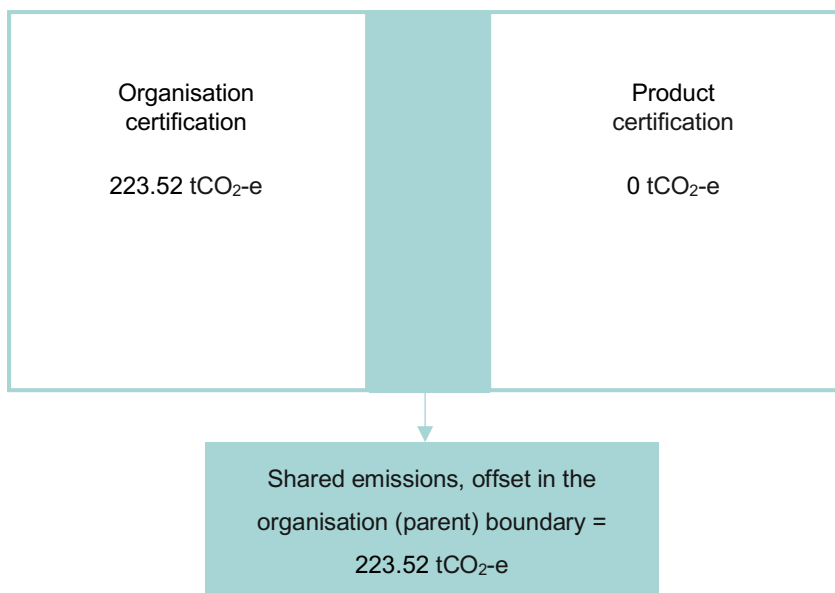 Organisation
certification
223.52 tCO₂-e
Product
certification
0 tCO₂-e
Shared emissions, offset in the
organisation (parent) boundary =
223.52 tCO₂-e